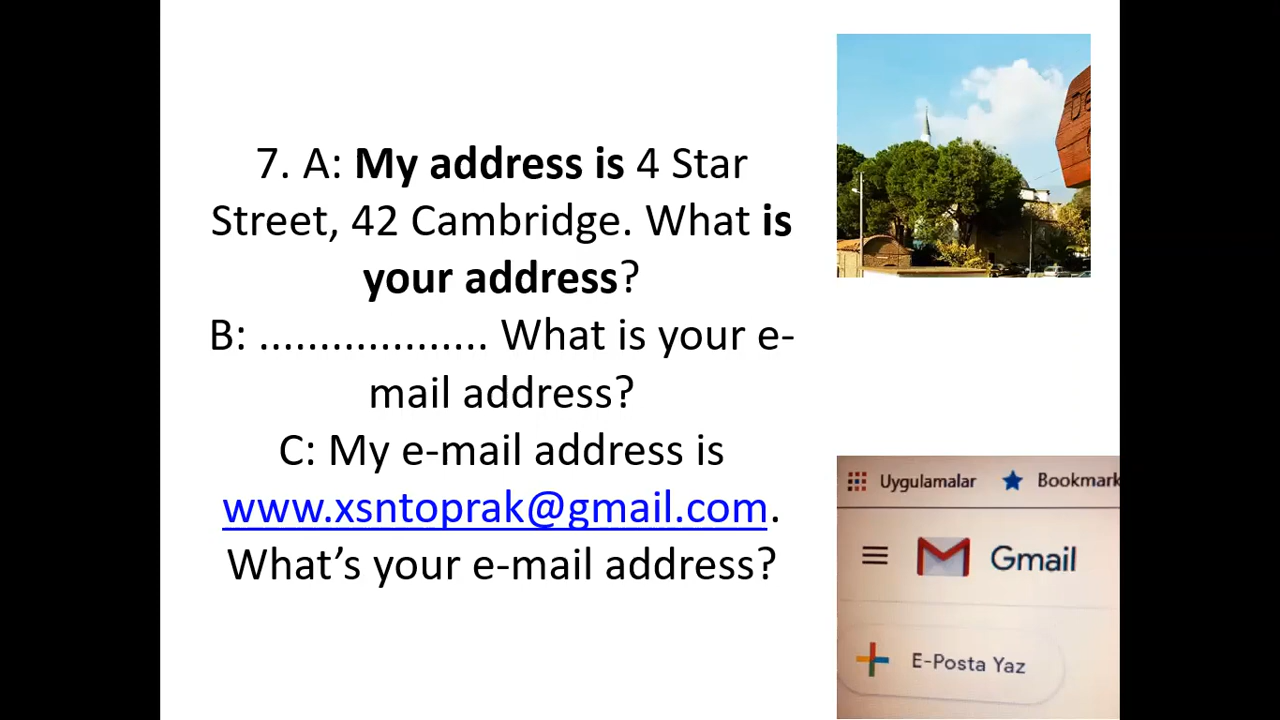 7. A: My address is 4 Star
Street, 42 Cambridge. What is
your address?
B: ................... What is your e-
mail address?
C: My e-mail address is
www.xsntoprak@gmail.com.
What’s your e-mail address?
Uygulamalar Bookmark
Gmail
E-Posta Yaz